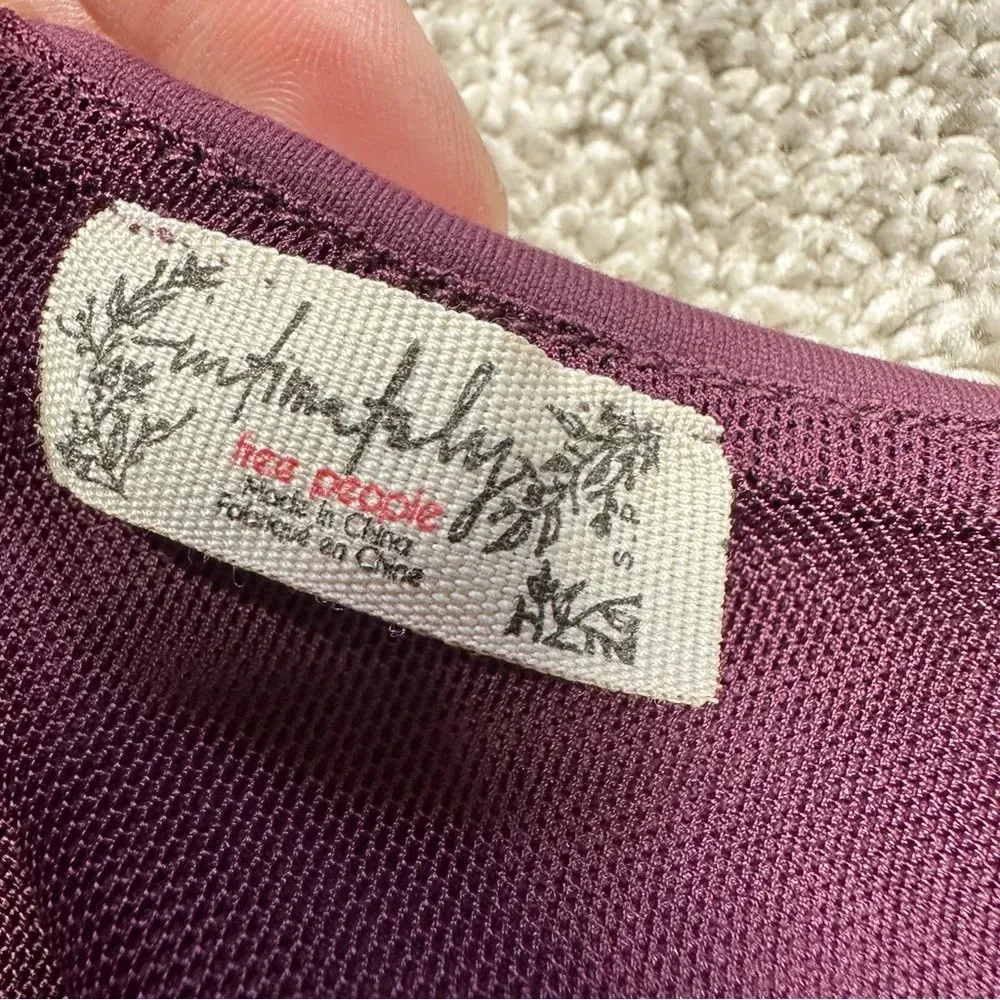 intimately
free people
Made in China
Fabriqué en Chine
S.P